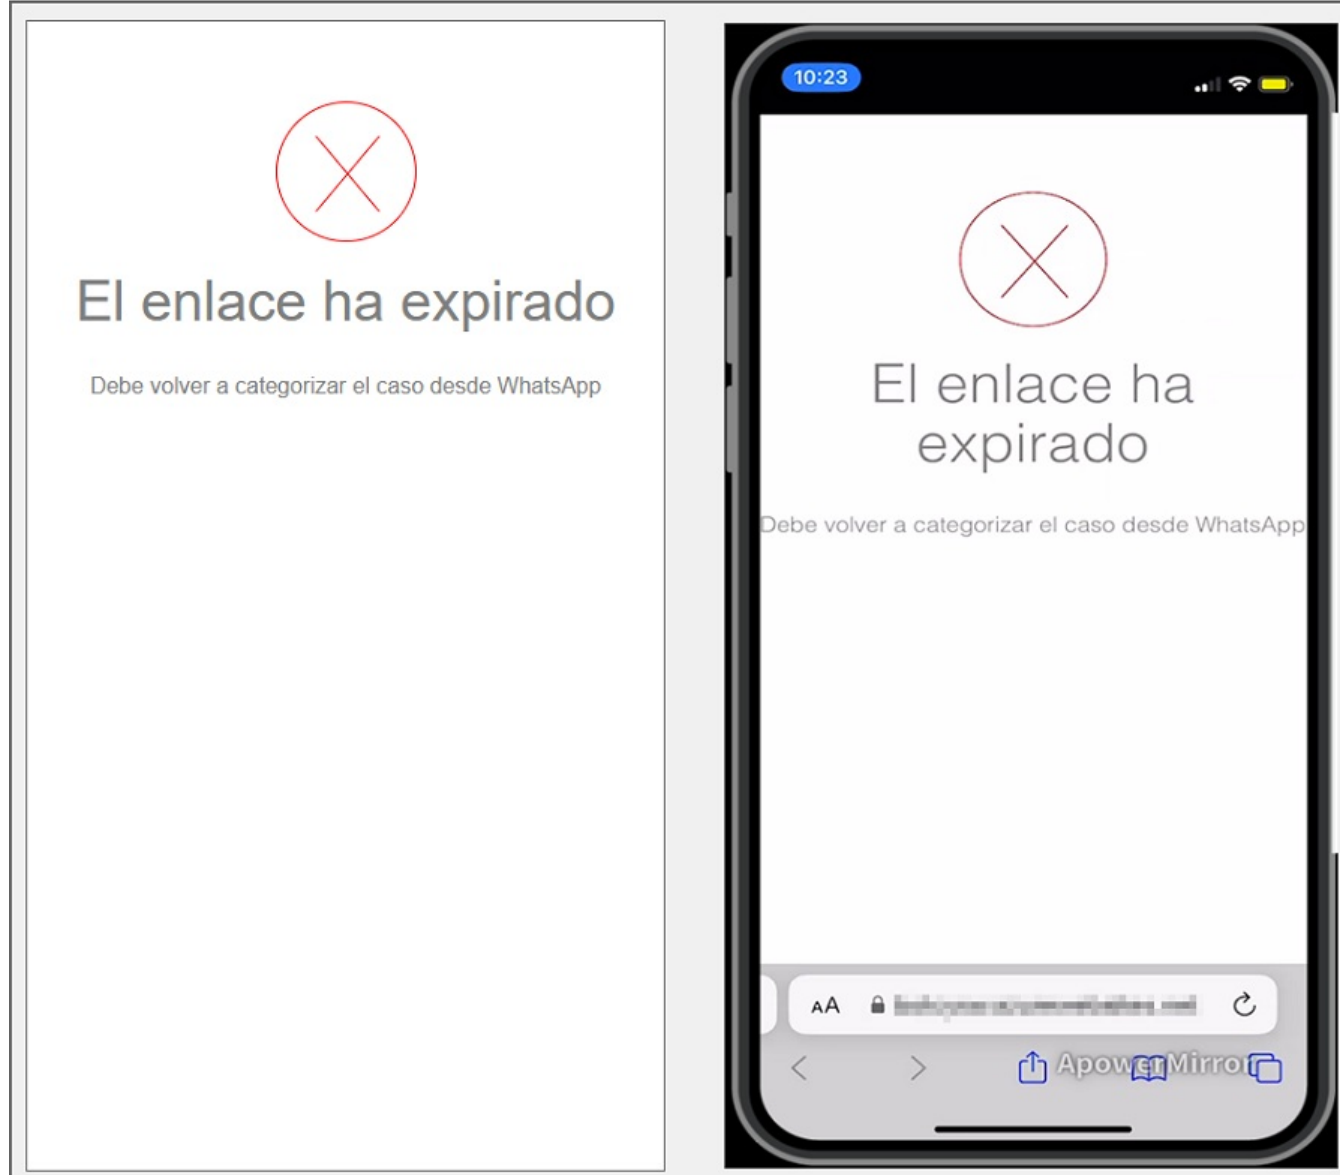 El enlace ha expirado
Debe volver a categorizar el caso desde WhatsApp
10:23
El enlace ha
expirado
Debe volver a categorizar el caso desde WhatsApp
AA
ApowerMirror